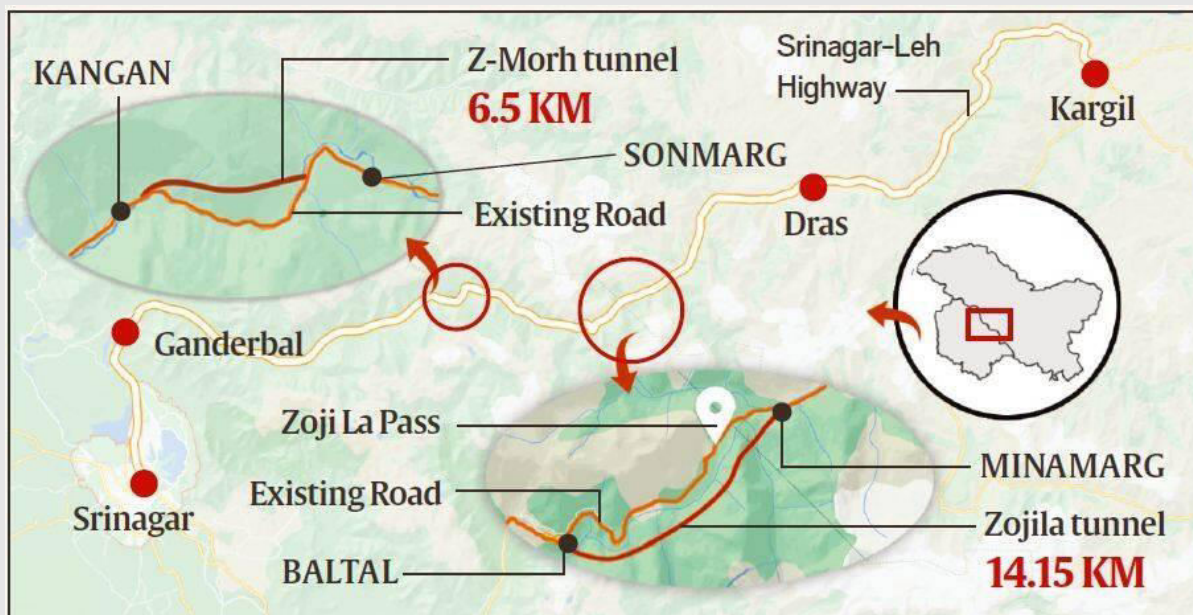 KANGAN
Z-Morh tunnel
6.5 KM
SONMARG
Existing Road
Srinagar-Leh
Highway
Kargil
Dras
Ganderbal
Srinagar
Zoji La Pass
Existing Road
BALTAL
MINAMARG
Zojila tunnel
14.15 KM